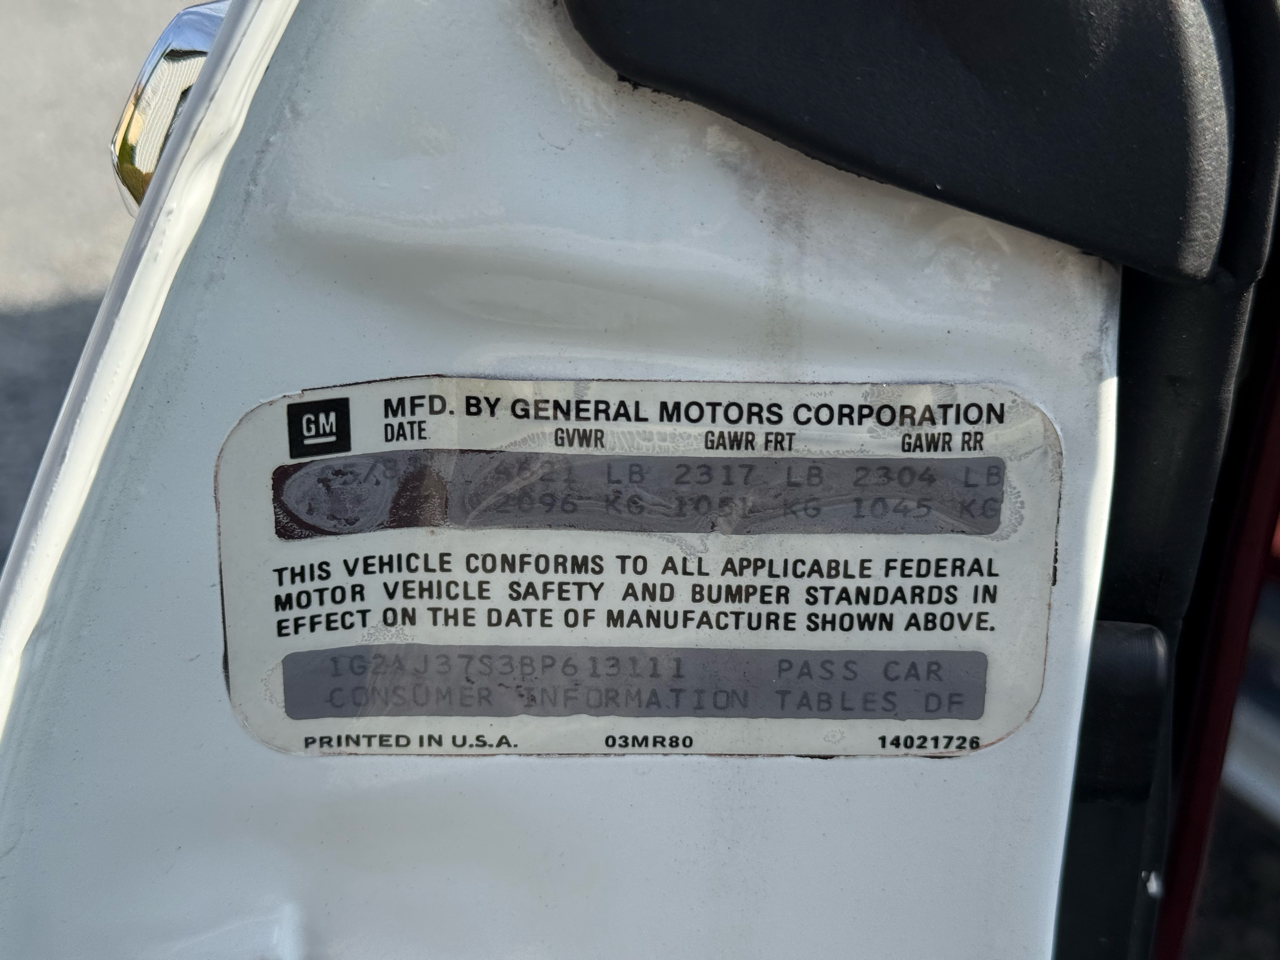 GM
MFD. BY GENERAL MOTORS CORPORATION
DATE GVWR GAWR FRT GAWR RR
4621 LB 2317 LB 2304 LB
2096 KG 1051 KG 1045 KG
THIS VEHICLE CONFORMS TO ALL APPLICABLE FEDERAL
MOTOR VEHICLE SAFETY AND BUMPER STANDARDS IN
EFFECT ON THE DATE OF MANUFACTURE SHOWN ABOVE.
1G2AJ37S3BP613111 PASS CAR
CONSUMER INFORMATION TABLES DF
PRINTED IN U.S.A. 03MR80 14021726